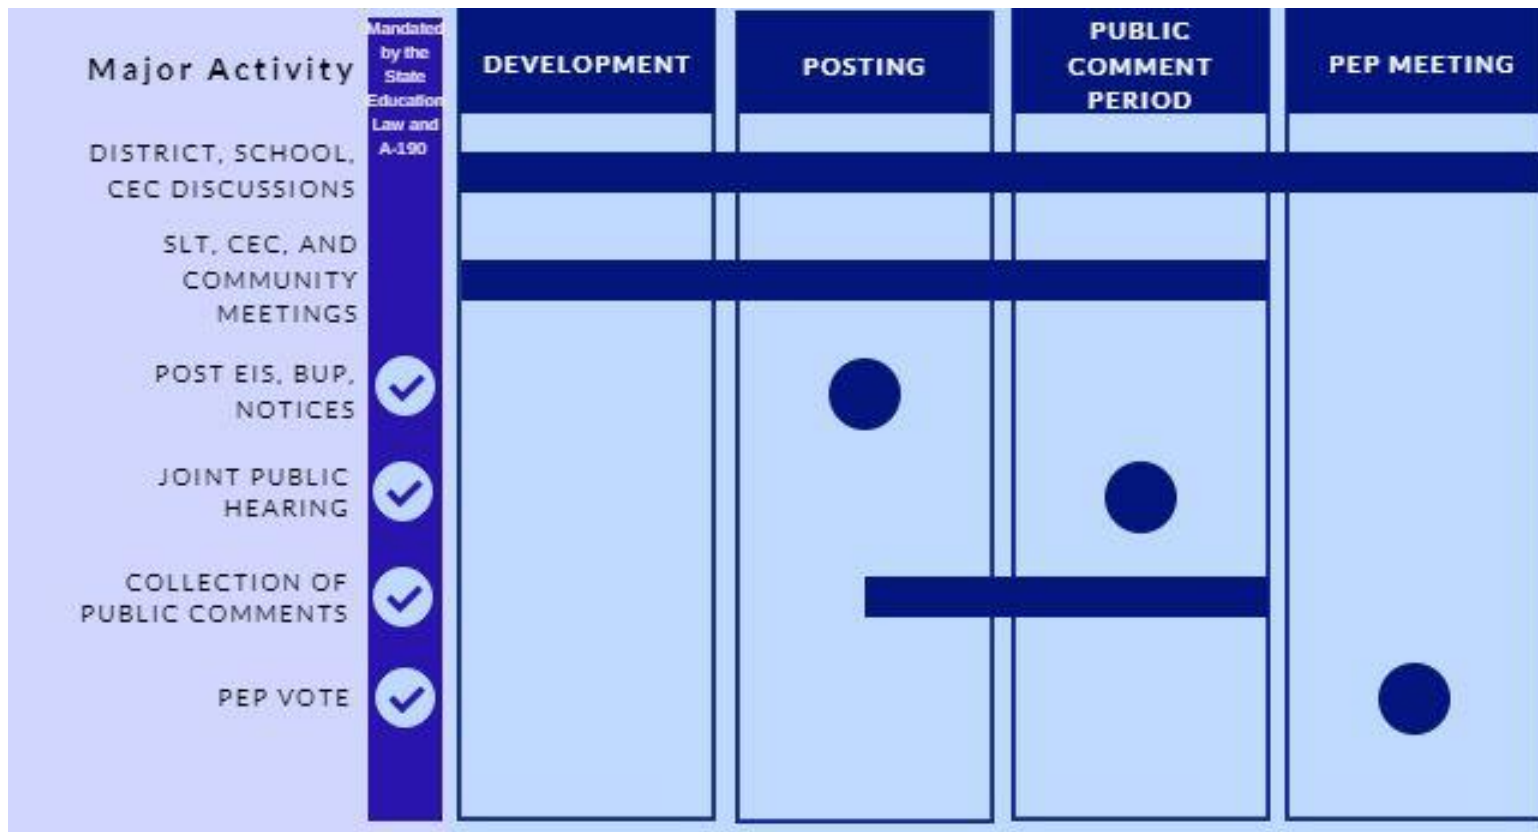 Major Activity
Mandated
by the
State
Education
Law and
A-190
DEVELOPMENT
POSTING
PUBLIC
COMMENT
PERIOD
PEP MEETING
DISTRICT, SCHOOL,
CEC DISCUSSIONS
SLT, CEC, AND
COMMUNITY
MEETINGS
POST EIS, BUP,
NOTICES
JOINT PUBLIC
HEARING
COLLECTION OF
PUBLIC COMMENTS
PEP VOTE